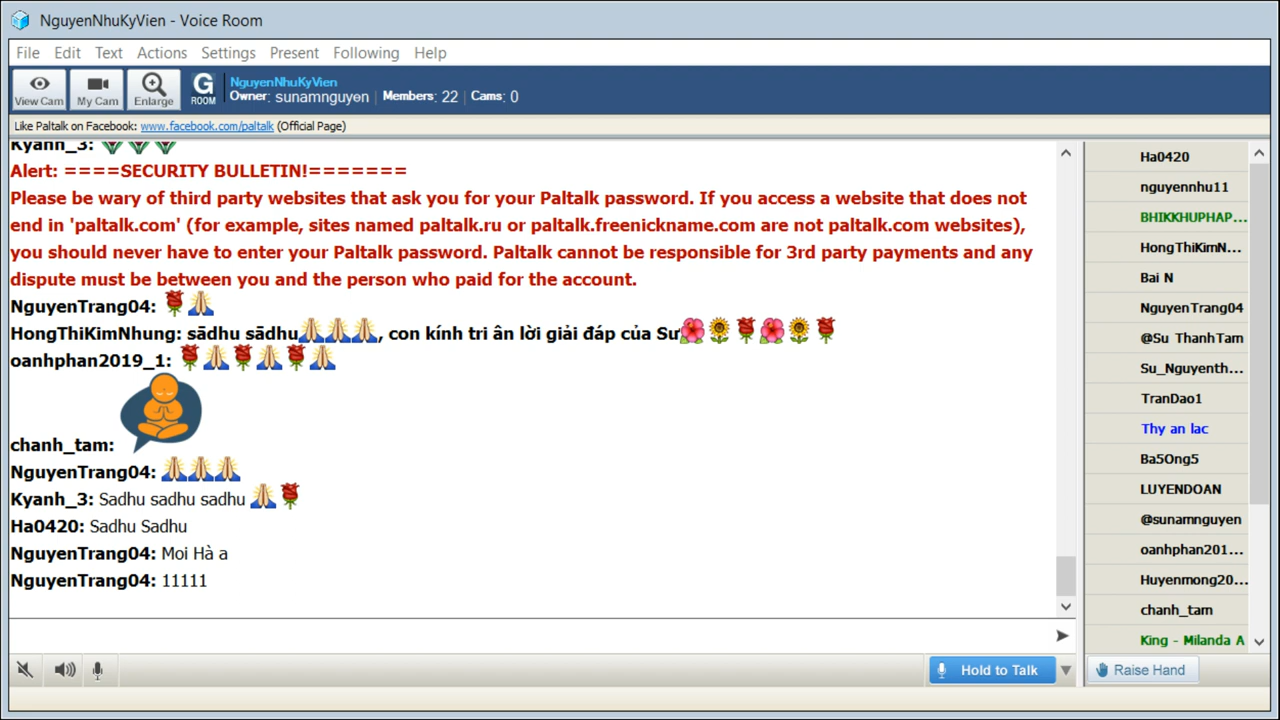 NguyenNhuKyVien - Voice Room
File Edit Text Actions Settings Present Following Help
View Cam My Cam Enlarge G ROOM
NguyenNhuKyVien
Owner: sunamnguyen | Members: 22 | Cams: 0
Like Paltalk on Facebook: www.facebook.com/paltalk (Official Page)
Kyanh_3:
Alert: ====SECURITY BULLETIN!=======
Please be wary of third party websites that ask you for your Paltalk password. If you access a website that does not
end in 'paltalk.com' (for example, sites named paltalk.ru or paltalk.freenickname.com are not paltalk.com websites),
you should never have to enter your Paltalk password. Paltalk cannot be responsible for 3rd party payments and any
dispute must be between you and the person who paid for the account.
NguyenTrang04: 🌹🙏
HongThiKimNhung: sādhu sādhu🙏🙏🙏, con kính tri ân lời giải đáp của Sư🌺🌻🌹🌺🌻🌹
oanhphan2019_1: 🌹🙏🌹🙏🌹🙏
chanh_tam:
NguyenTrang04: 🙏🙏🙏
Kyanh_3: Sadhu sadhu sadhu 🙏🌹
Ha0420: Sadhu Sadhu
NguyenTrang04: Moi Hà a
NguyenTrang04: 11111
Hold to Talk
Ha0420
nguyennhu11
BHIKKHUPHAP...
HongThiKimN...
Bai N
NguyenTrang04
@Su ThanhTam
Su_Nguyenth...
TranDao1
Thy an lac
Ba5Ong5
LUYENDOAN
@sunamnguyen
oanhphan201...
Huyenmong20...
chanh_tam
King - Milanda A
Raise Hand